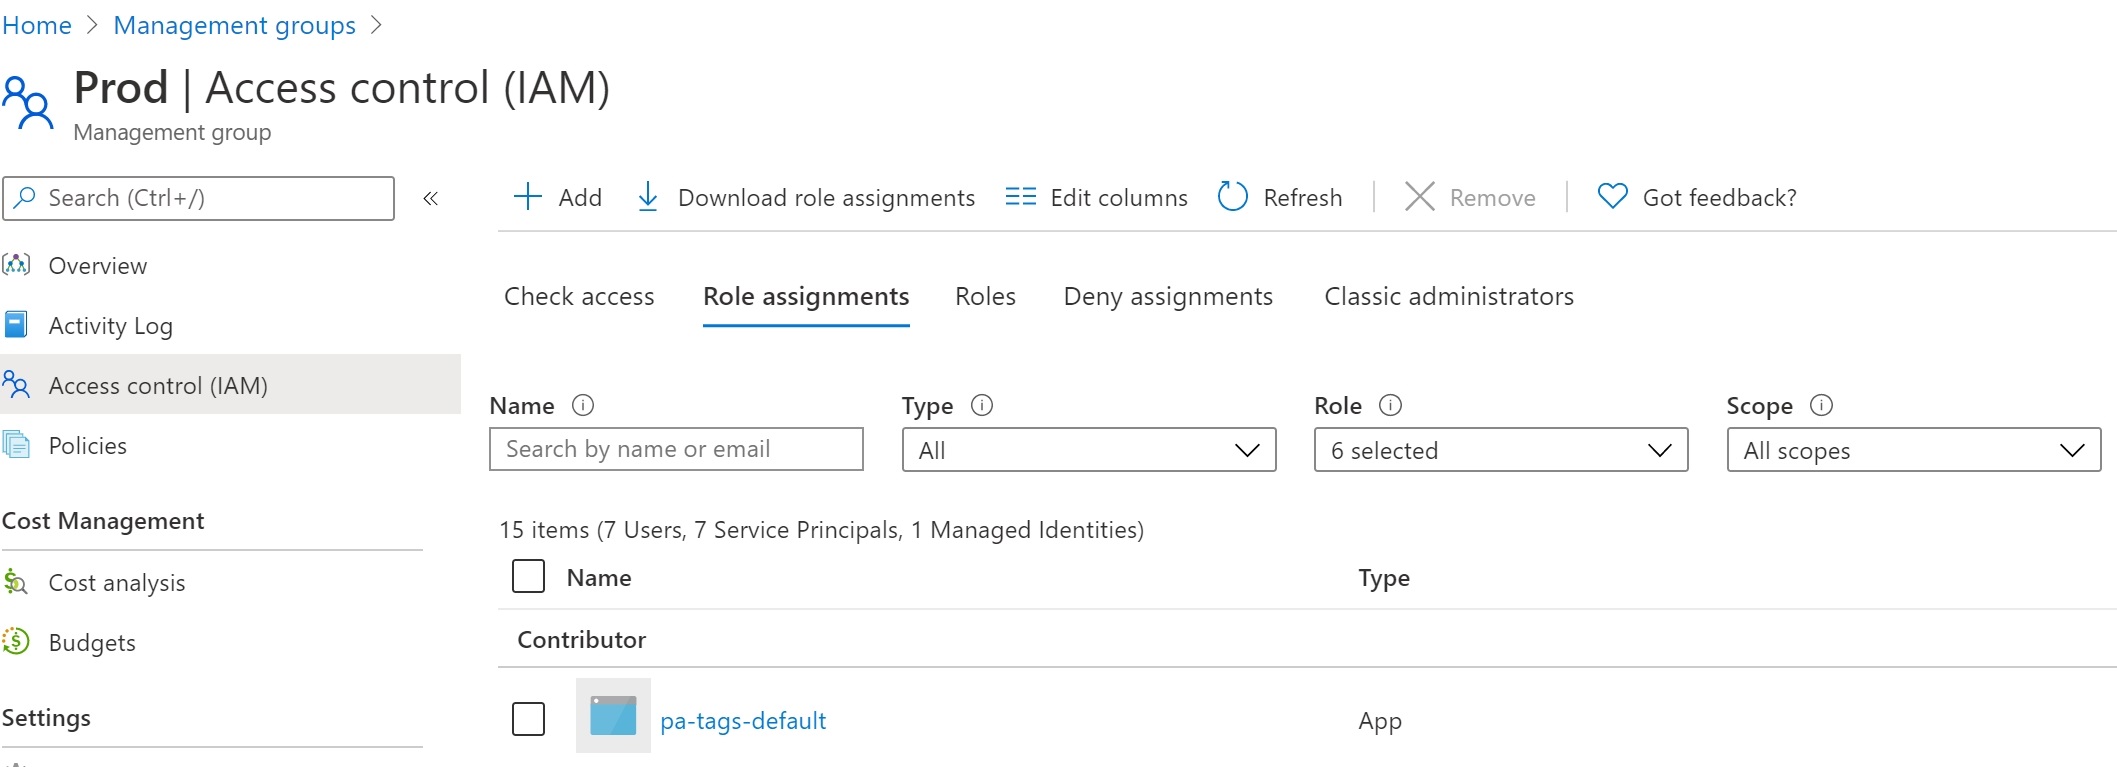 Home > Management groups >
Prod | Access control (IAM)
Management group
Search (Ctrl+/)
«
Overview
Activity Log
Access control (IAM)
Policies
Cost Management
Cost analysis
Budgets
Settings
Add Download role assignments Edit columns Refresh Remove Got feedback?
Check access Role assignments Roles Deny assignments Classic administrators
Name Type Role Scope
Search by name or email All 6 selected All scopes
15 items (7 Users, 7 Service Principals, 1 Managed Identities)
Name Type
Contributor
pa-tags-default App